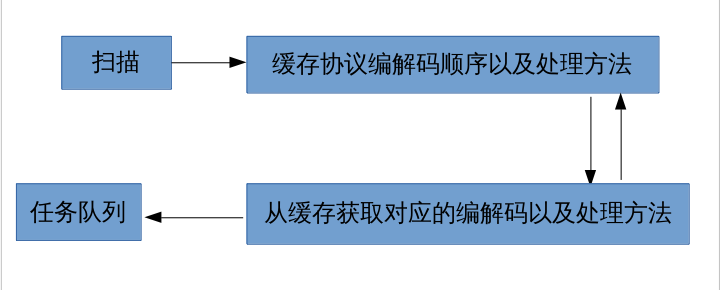 扫描
缓存协议编解码顺序以及处理方法
任务队列
从缓存获取对应的编解码以及处理方法